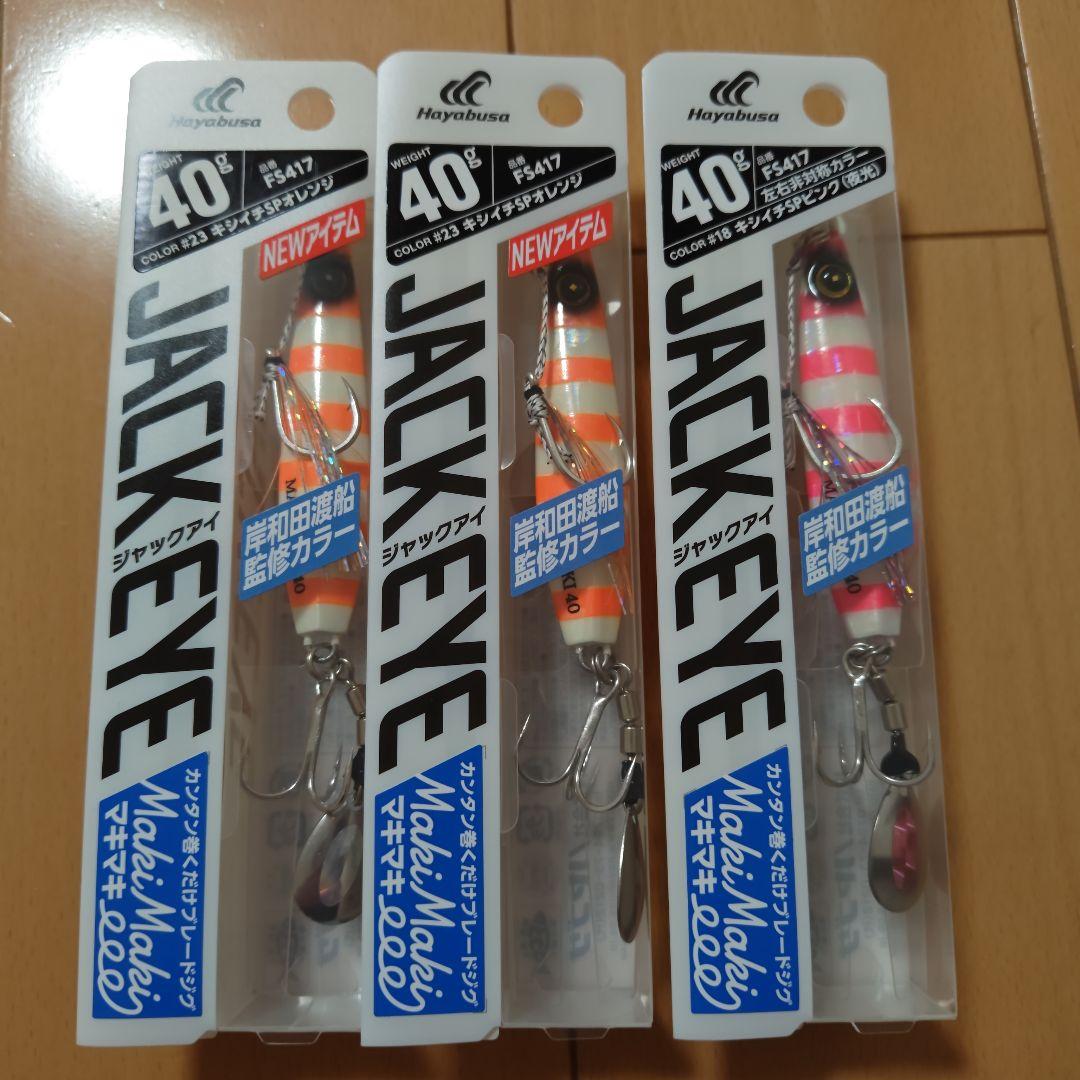 Hayabusa
WEIGHT
40g
品番
FS417
COLOR #23 キシイチSPオレンジ
NEWアイテム
JACK EYE
ジャックアイ
岸和田渡船
監修カラー
40
カンタン巻くだけブレードジグ
MakiMaki
マキマキ
Hayabusa
WEIGHT
40g
品番
FS417
COLOR #23 キシイチSPオレンジ
NEWアイテム
JACK EYE
ジャックアイ
岸和田渡船
監修カラー
KI 40
カンタン巻くだけブレードジグ
MakiMaki
マキマキ
Hayabusa
WEIGHT
40g
品番
FS417
左右非対称カラー
COLOR #18 キシイチSPピンク(夜光)
JACK EYE
ジャックアイ
岸和田渡船
監修カラー
40
カンタン巻くだけブレードジグ
MakiMaki
マキマキ